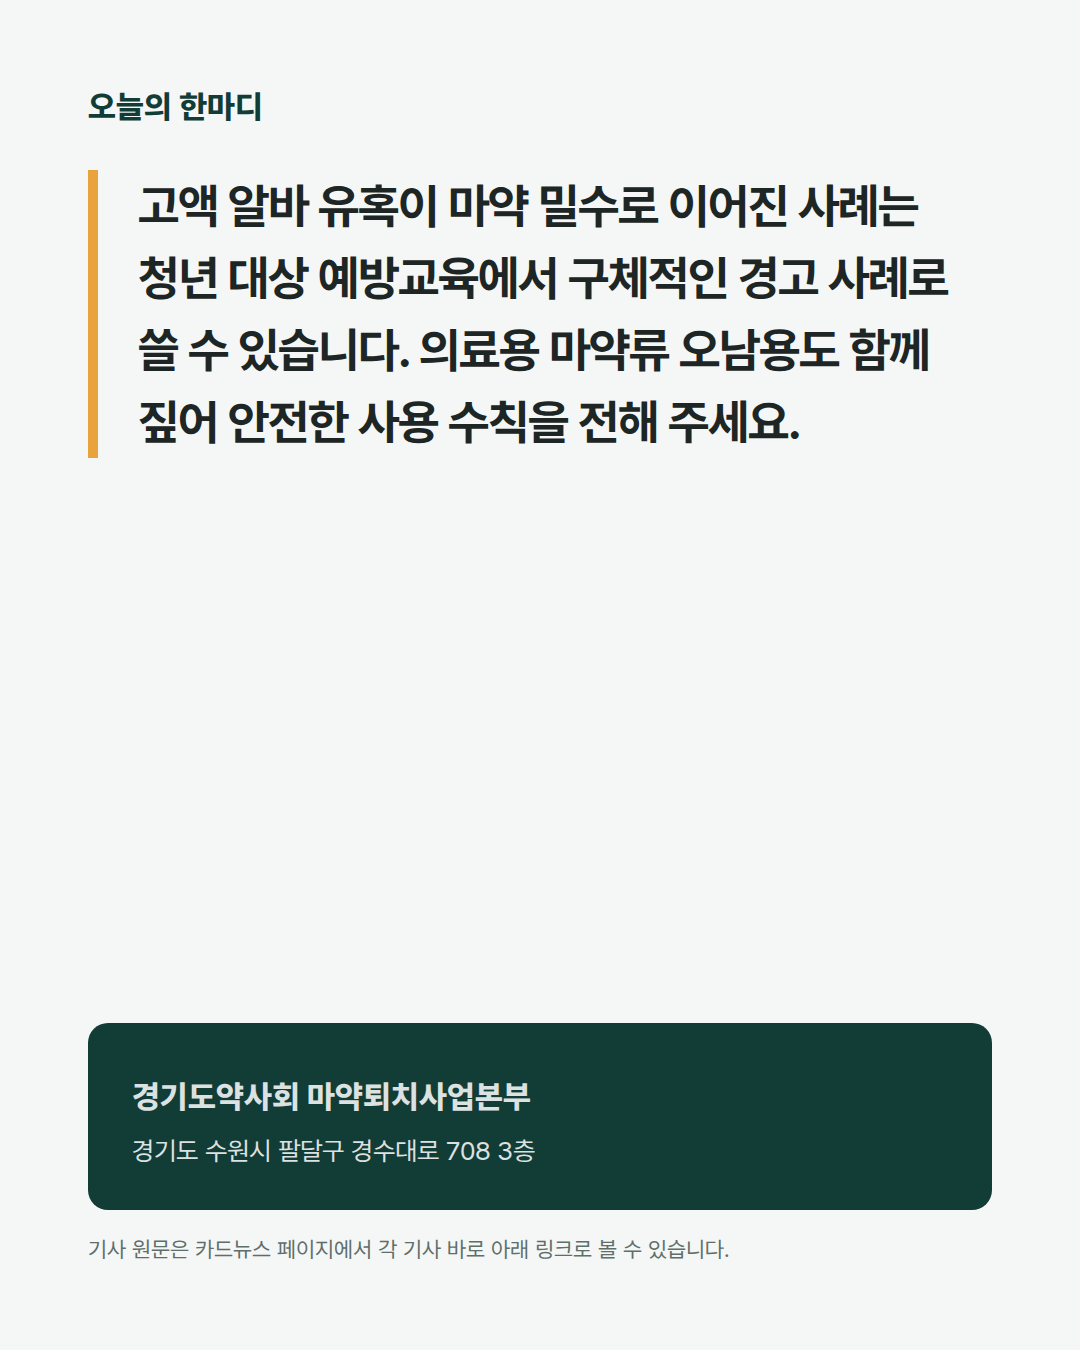 오늘의 한마디
고액 알바 유혹이 마약 밀수로 이어진 사례는
청년 대상 예방교육에서 구체적인 경고 사례로
쓸 수 있습니다. 의료용 마약류 오남용도 함께
짚어 안전한 사용 수칙을 전해 주세요.
경기도약사회 마약퇴치사업본부
경기도 수원시 팔달구 경수대로 708 3층
기사 원문은 카드뉴스 페이지에서 각 기사 바로 아래 링크로 볼 수 있습니다.